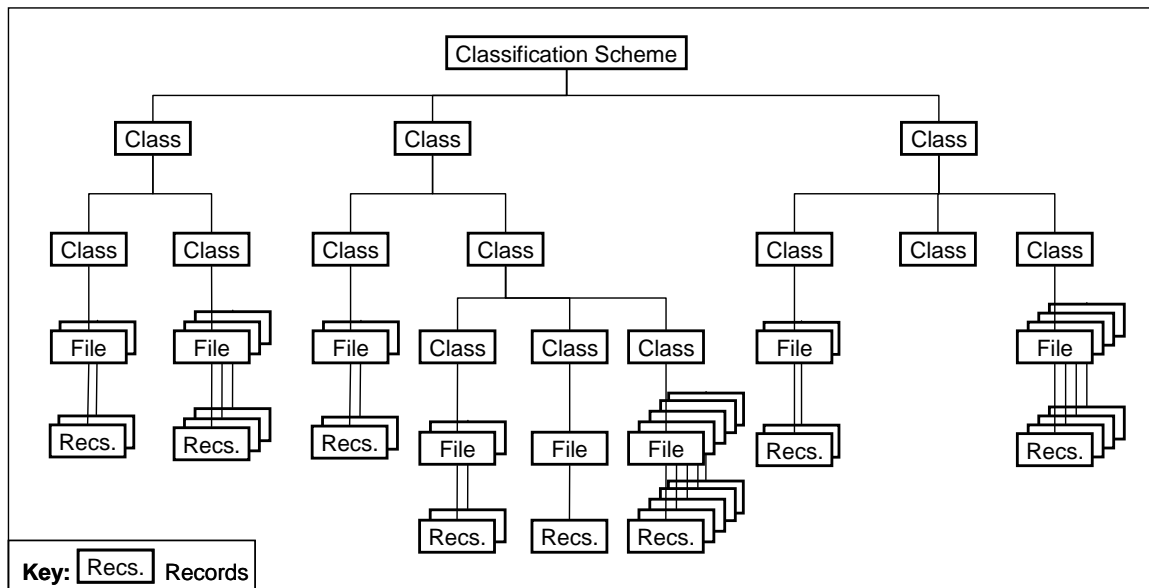 Classification Scheme
Class Class Class
Class Class Class Class Class Class Class
File File File Class Class Class File File
Recs. Recs. Recs. File File File Recs. Recs.
Recs. Recs. Recs.
Key: Recs. Records